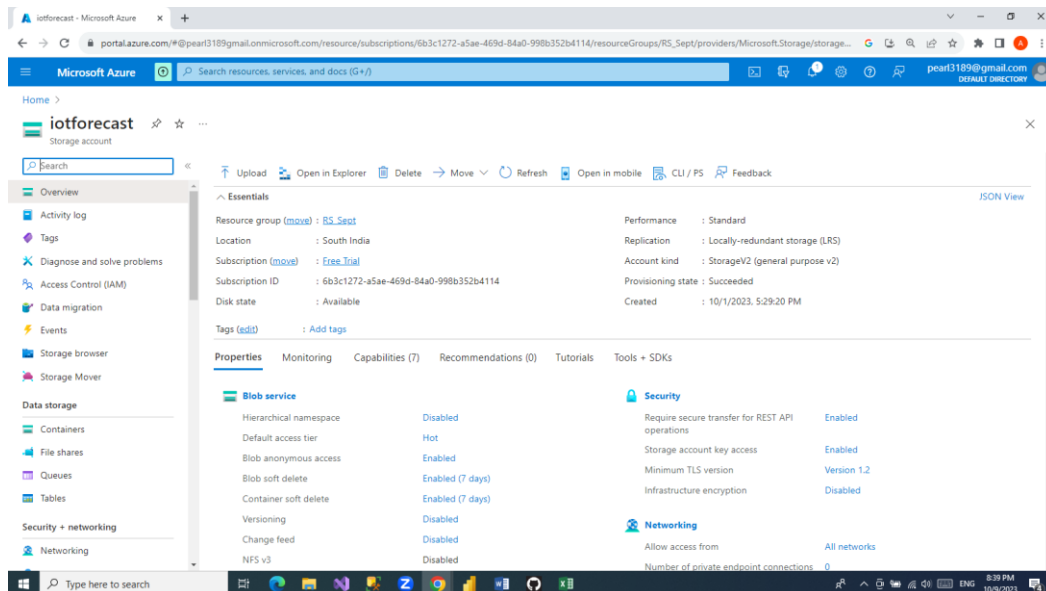 iotforecast - Microsoft Azure
portal.azure.com/#@pearl3189gmail.onmicrosoft.com/resource/subscriptions/6b3c1272-a5ae-469d-84a0-998b352b4114/resourceGroups/RS_Sept/providers/Microsoft.Storage/storage...
Microsoft Azure
Search resources, services, and docs (G+/)
1
pearl3189@gmail.com
DEFAULT DIRECTORY
Home >
iotforecast
Storage account
Search
Upload Open in Explorer Delete Move Refresh Open in mobile CLI / PS Feedback
Overview
Activity log
Tags
Diagnose and solve problems
Access Control (IAM)
Data migration
Events
Storage browser
Storage Mover
Data storage
Containers
File shares
Queues
Tables
Security + networking
Networking
Essentials
JSON View
Resource group (move) : RS_Sept
Location : South India
Subscription (move) : Free Trial
Subscription ID : 6b3c1272-a5ae-469d-84a0-998b352b4114
Disk state : Available
Performance : Standard
Replication : Locally-redundant storage (LRS)
Account kind : StorageV2 (general purpose v2)
Provisioning state : Succeeded
Created : 10/1/2023, 5:29:20 PM
Tags (edit) : Add tags
Properties Monitoring Capabilities (7) Recommendations (0) Tutorials Tools + SDKs
Blob service
Hierarchical namespace Disabled
Default access tier Hot
Blob anonymous access Enabled
Blob soft delete Enabled (7 days)
Container soft delete Enabled (7 days)
Versioning Disabled
Change feed Disabled
NFS v3 Disabled
Security
Require secure transfer for REST API
operations Enabled
Storage account key access Enabled
Minimum TLS version Version 1.2
Infrastructure encryption Disabled
Networking
Allow access from All networks
Number of private endpoint connections 0
Type here to search
ENG
8:39 PM
10/9/2023